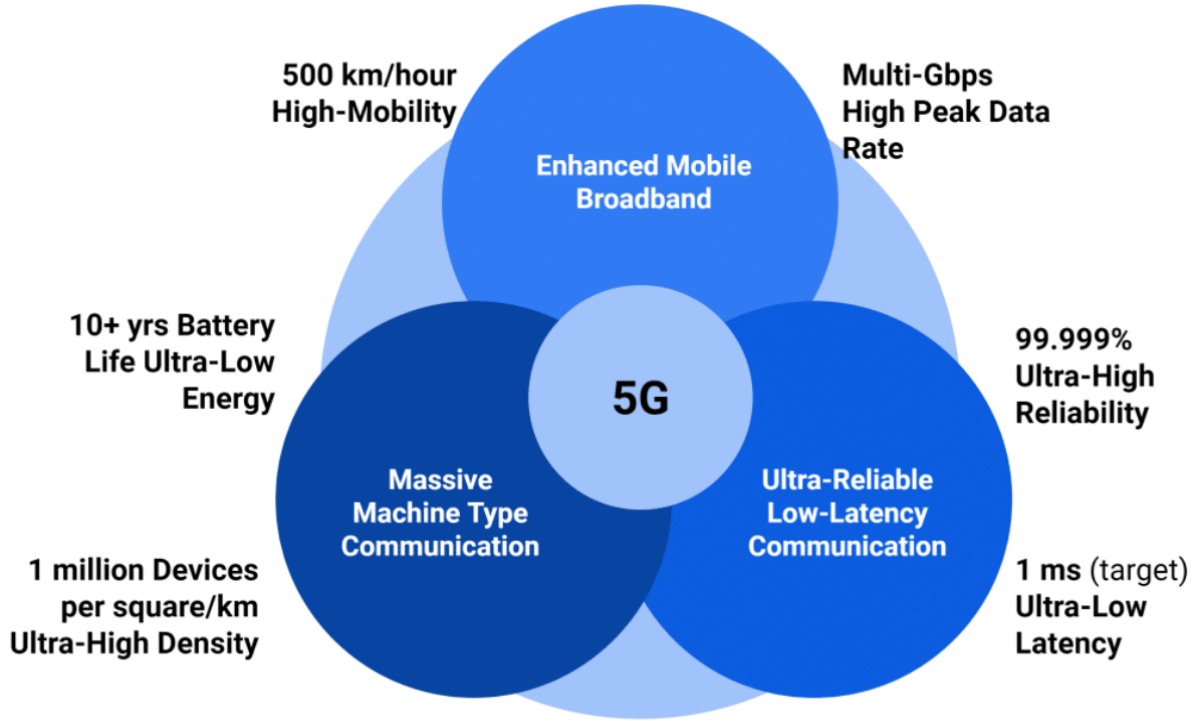 500 km/hour
High-Mobility
Multi-Gbps
High Peak Data
Rate
Enhanced Mobile
Broadband
10+ yrs Battery
Life Ultra-Low
Energy
5G
99.999%
Ultra-High
Reliability
Massive
Machine Type
Communication
Ultra-Reliable
Low-Latency
Communication
1 million Devices
per square/km
Ultra-High Density
1 ms (target)
Ultra-Low
Latency